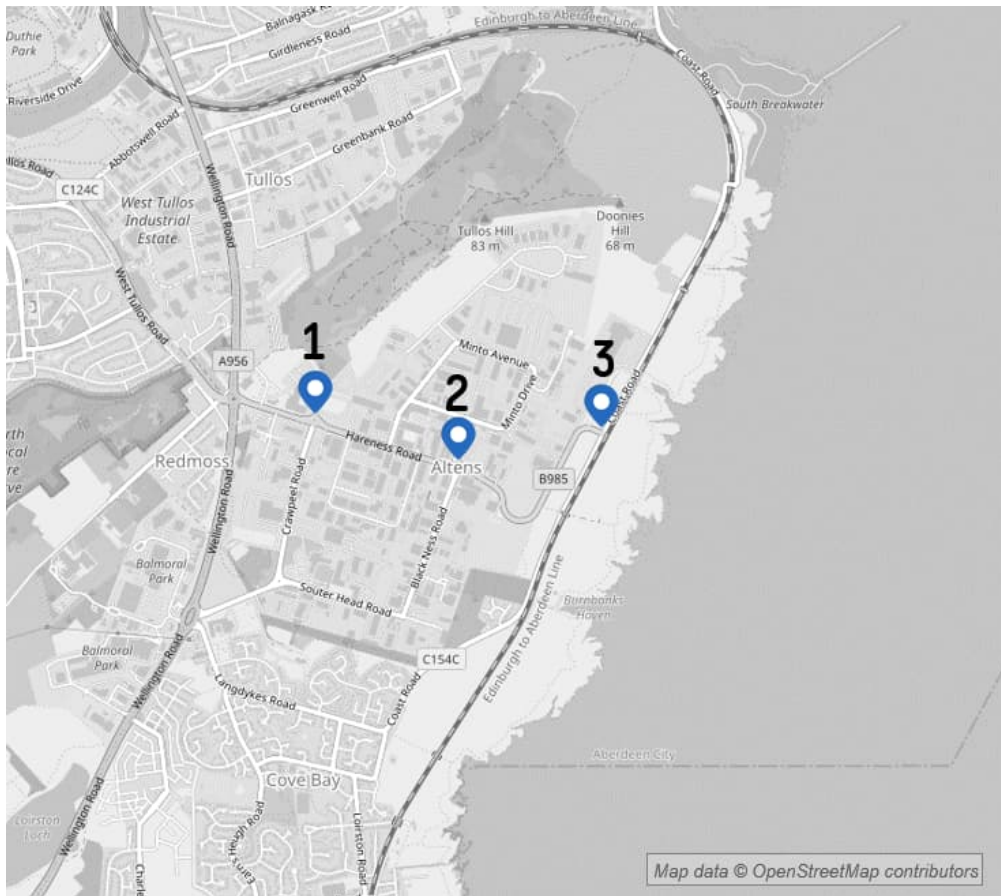 Duthie
Park
Balnagask Road
Girdleness Road
Edinburgh to Aberdeen Line
Coast Road
Riverside Drive
Greenwell Road
South Breakwater
Abbotswell Road
Greenbank Road
Wellington Road
Tullos
C124C
West Tullos
Industrial
Estate
Tullos Hill
83 m
Doonies
Hill
68 m
West Tullos Road
A956
1
Minto Avenue
2
3
Minto Drive
Coast Road
Hareness Road
Redmoss
Altens
B985
Crawpeel Road
Wellington Road
Black Ness Road
Balmoral
Park
Souter Head Road
Burnbanks
Haven
Edinburgh to Aberdeen Line
Balmoral
Park
C154C
Wellington Road
Langdykes Road
Coast Road
Aberdeen City
Cove Bay
Loirston
Loch
Wellington Road
Earn's Heugh Road
Loirston Road
Map data © OpenStreetMap contributors